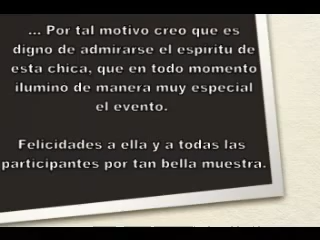 ... Por tal motivo creo que es
digno de admirarse el espiritu de
esta chica, que en todo momento
ilumino de manera muy especial
el evento.
Felicidades a ella y a todas las
participantes por tan bella muestra.